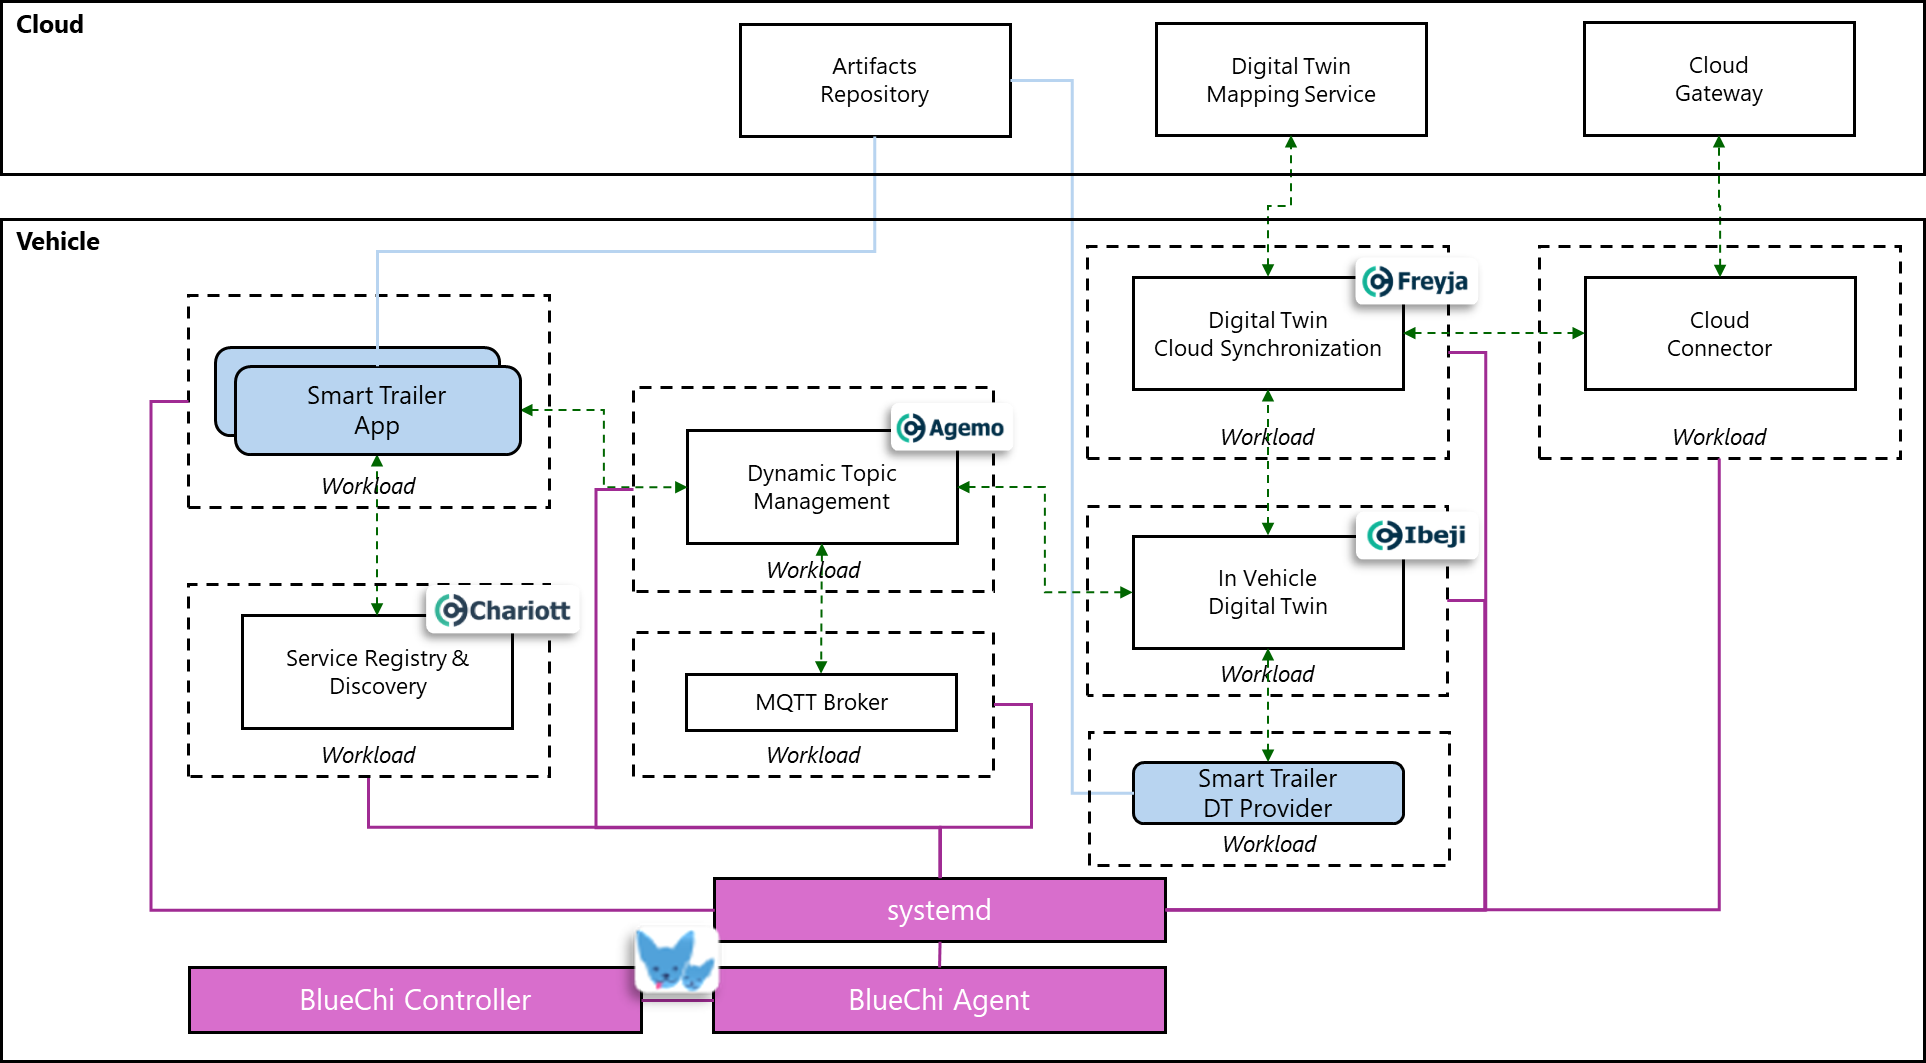 Cloud
Artifacts
Repository
Digital Twin
Mapping Service
Cloud
Gateway
Vehicle
Freyja
Digital Twin
Cloud Synchronization
Workload
Cloud
Connector
Workload
Smart Trailer
App
Workload
Agemo
Dynamic Topic
Management
Workload
Ibeji
In Vehicle
Digital Twin
Workload
Chariott
Service Registry &
Discovery
Workload
MQTT Broker
Workload
Smart Trailer
DT Provider
Workload
systemd
BlueChi Controller
BlueChi Agent